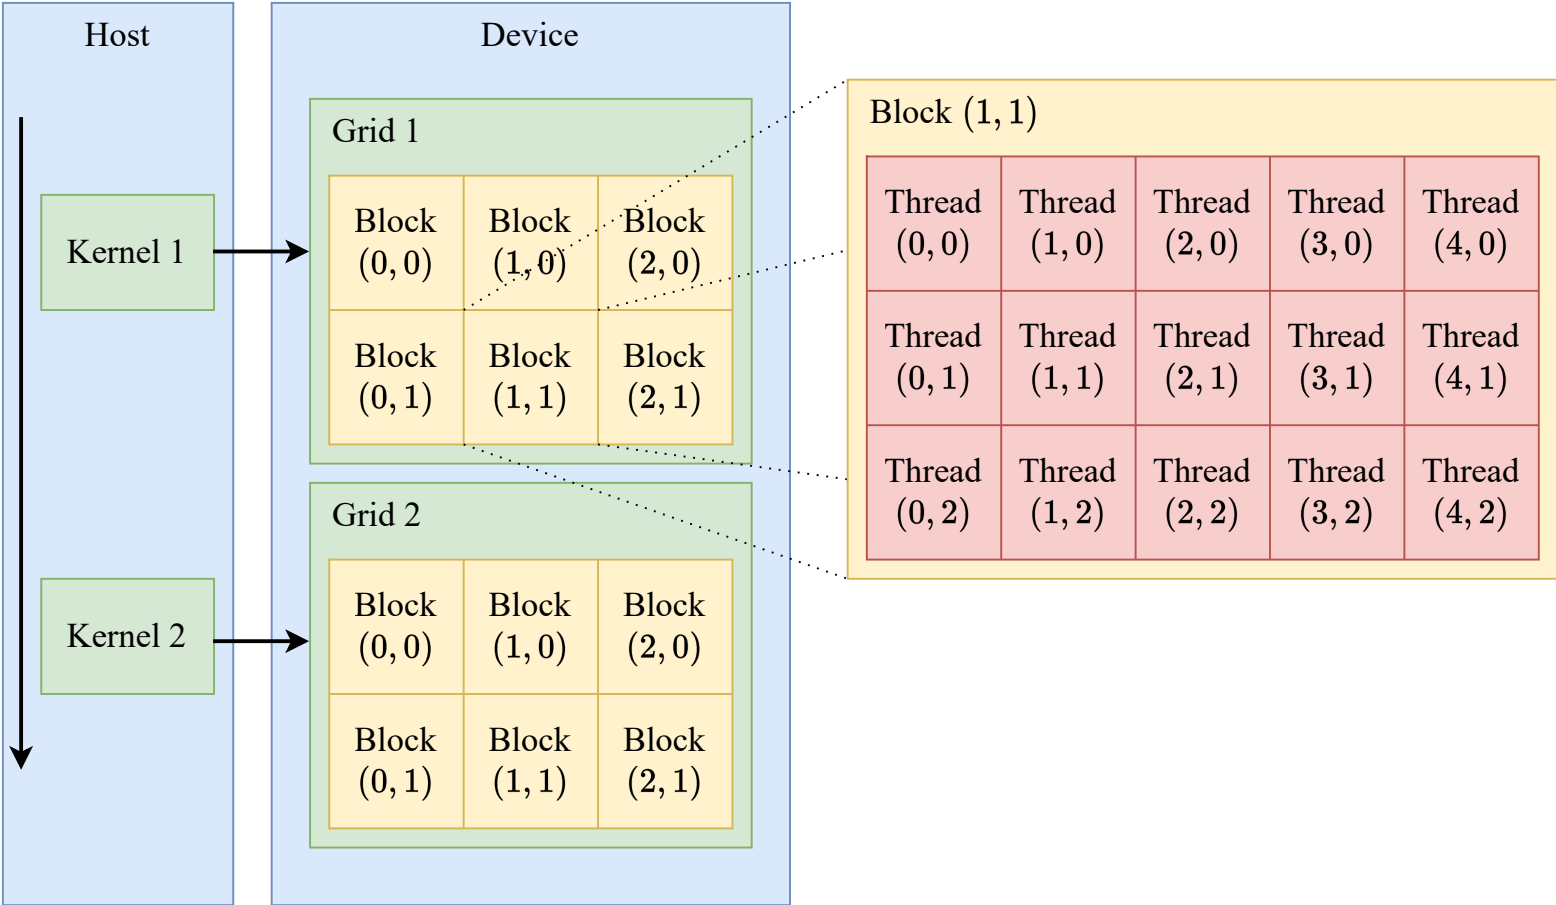 Host
Device
Kernel 1
Grid 1
Block
(0, 0)
Block
(1, 0)
Block
(2, 0)
Block
(0, 1)
Block
(1, 1)
Block
(2, 1)
Kernel 2
Grid 2
Block
(0, 0)
Block
(1, 0)
Block
(2, 0)
Block
(0, 1)
Block
(1, 1)
Block
(2, 1)
Block (1, 1)
Thread
(0, 0)
Thread
(1, 0)
Thread
(2, 0)
Thread
(3, 0)
Thread
(4, 0)
Thread
(0, 1)
Thread
(1, 1)
Thread
(2, 1)
Thread
(3, 1)
Thread
(4, 1)
Thread
(0, 2)
Thread
(1, 2)
Thread
(2, 2)
Thread
(3, 2)
Thread
(4, 2)